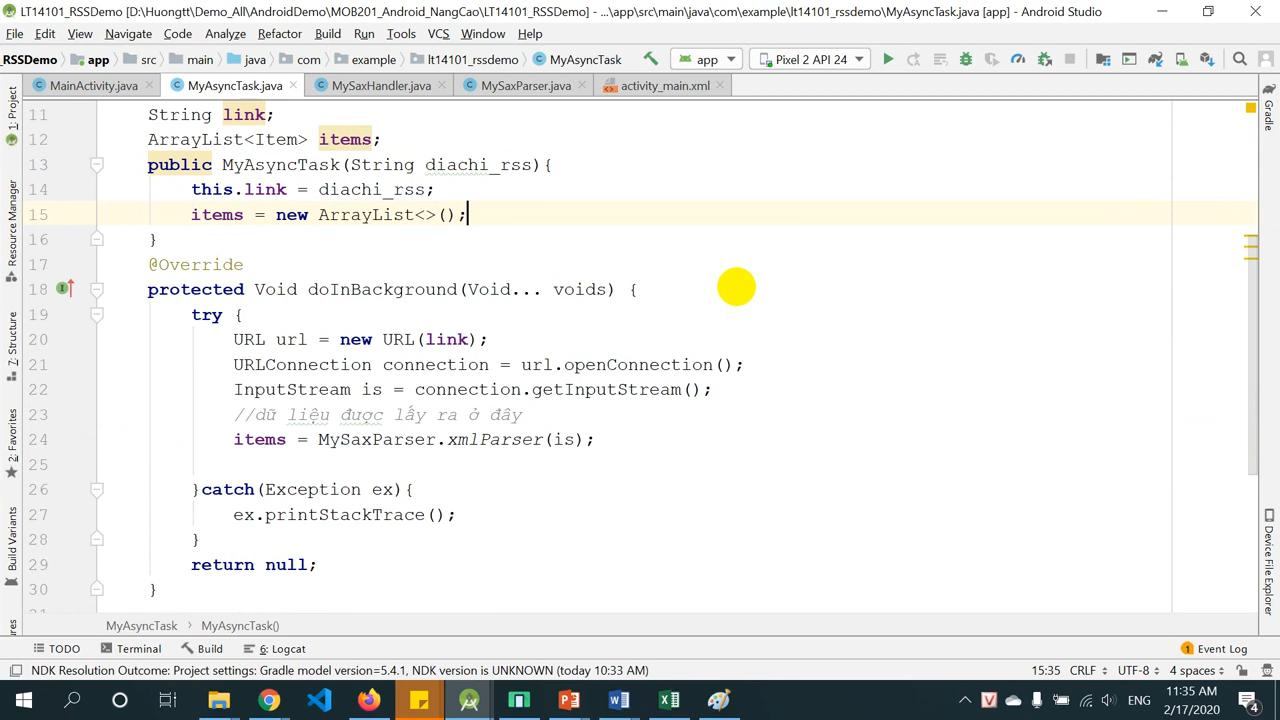 LT14101_RSSDemo [D:\Huongtt\Demo_All\AndroidDemo\MOB201_Android_NangCao\LT14101_RSSDemo] - ...\app\src\main\java\com\example\lt14101_rssdemo\MyAsyncTask.java [app] - Android Studio
File Edit View Navigate Code Analyze Refactor Build Run Tools VCS Window Help
_RSSDemo app src main java com example lt14101_rssdemo MyAsyncTask app Pixel 2 API 24
MainActivity.java MyAsyncTask.java MySaxHandler.java MySaxParser.java activity_main.xml
1: Project
Resource Manager
7: Structure
2: Favorites
Build Variants
11 String link;
12 ArrayList<Item> items;
13 public MyAsyncTask(String diachi_rss){
14 this.link = diachi_rss;
15 items = new ArrayList<>();
16 }
17 @Override
18 protected Void doInBackground(Void... voids) {
19 try {
20 URL url = new URL(link);
21 URLConnection connection = url.openConnection();
22 InputStream is = connection.getInputStream();
23 //dữ liệu được lấy ra ở đây
24 items = MySaxParser.xmlParser(is);
25
26 }catch(Exception ex){
27 ex.printStackTrace();
28 }
29 return null;
30 }
Gradle
Device File Explorer
MyAsyncTask MyAsyncTask()
TODO Terminal Build 6: Logcat 1 Event Log
NDK Resolution Outcome: Project settings: Gradle model version=5.4.1, NDK version is UNKNOWN (today 10:33 AM) 15:35 CRLF UTF-8 4 spaces
ENG 11:35 AM
2/17/2020 4